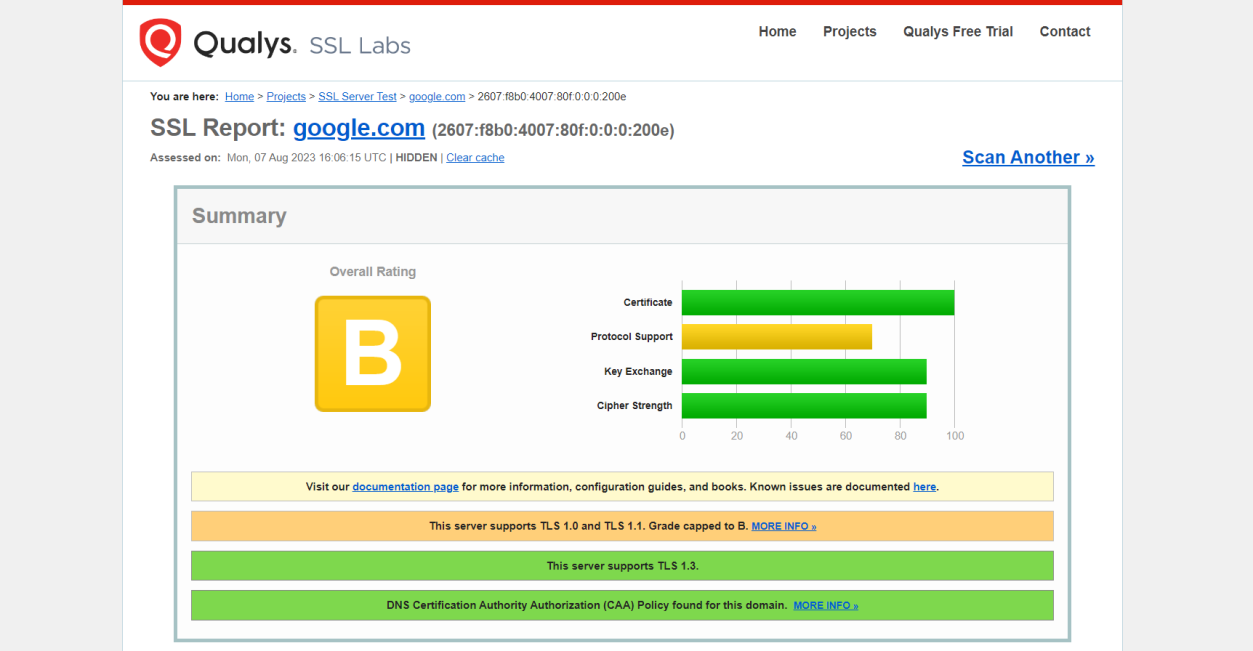 Qualys. SSL Labs
Home Projects Qualys Free Trial Contact
You are here: Home > Projects > SSL Server Test > google.com > 2607:f8b0:4007:80f:0:0:0:200e
SSL Report: google.com (2607:f8b0:4007:80f:0:0:0:200e)
Assessed on: Mon, 07 Aug 2023 16:06:15 UTC | HIDDEN | Clear cache
Scan Another »
Summary
Overall Rating
B
Certificate
Protocol Support
Key Exchange
Cipher Strength
0 20 40 60 80 100
Visit our documentation page for more information, configuration guides, and books. Known issues are documented here.
This server supports TLS 1.0 and TLS 1.1. Grade capped to B. MORE INFO »
This server supports TLS 1.3.
DNS Certification Authority Authorization (CAA) Policy found for this domain. MORE INFO »